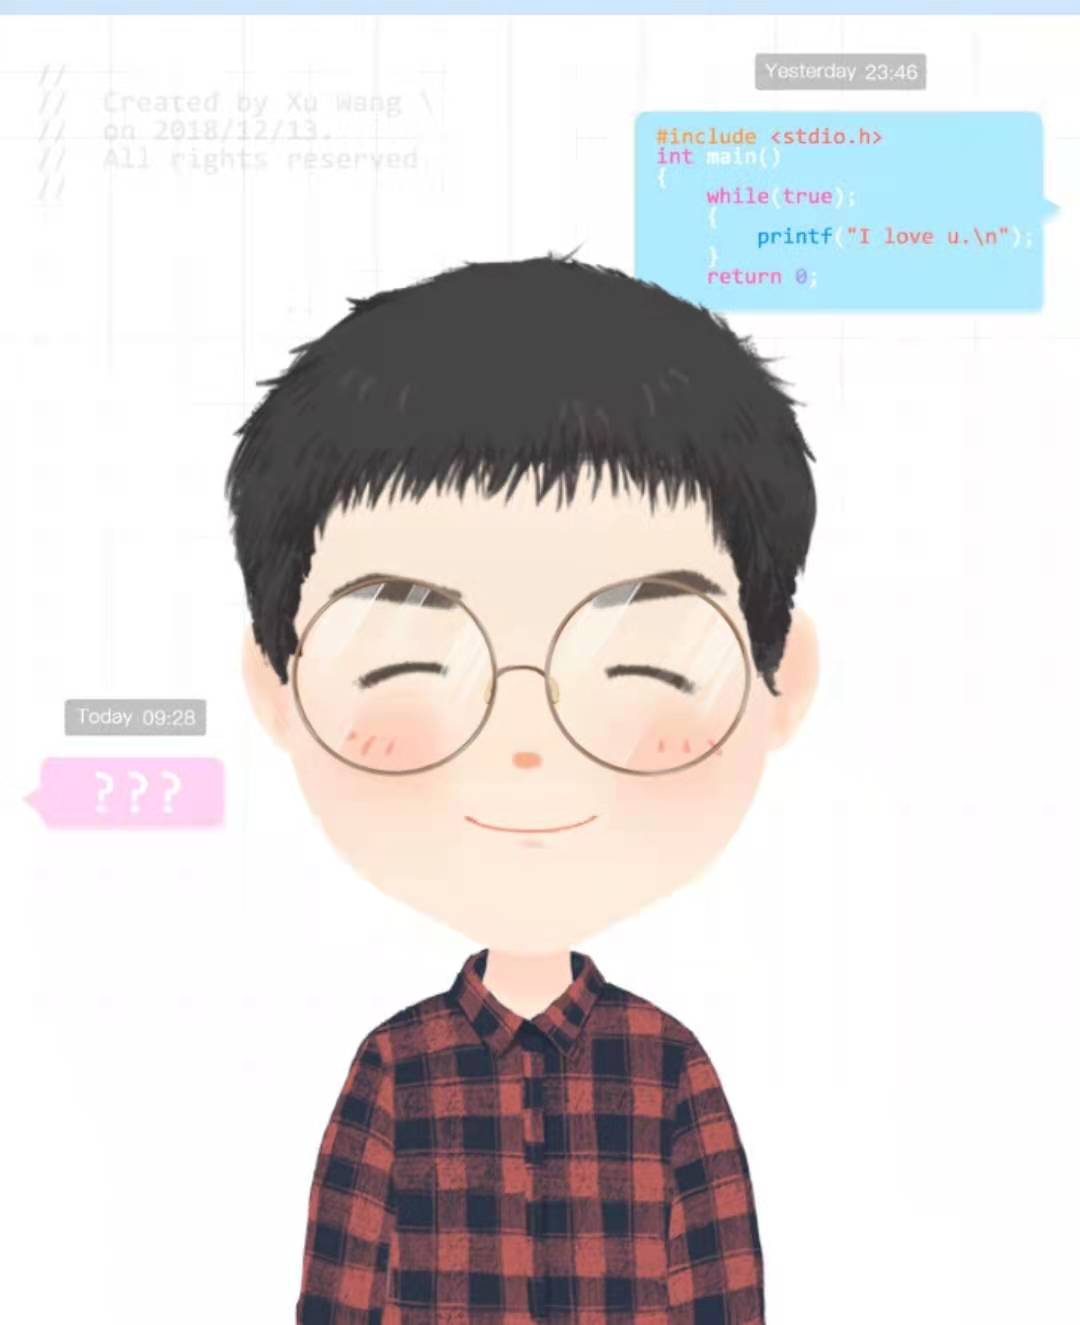 //
//  Created by Xu Wang \
//  on 2018/12/13.
//  All rights reserved
//
Yesterday 23:46
#include <stdio.h>
int main()
{
    while(true);
    {
        printf("I love u.\n");
    }
    return 0;
Today 09:28
???